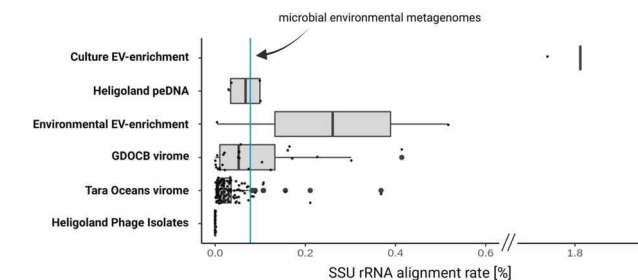 microbial environmental metagenomes
Culture EV-enrichment
Heligoland peDNA
Environmental EV-enrichment
GDOCB virome
Tara Oceans virome
Heligoland Phage Isolates
0.0 0.2 0.4 0.6 // 1.8
SSU rRNA alignment rate [%]